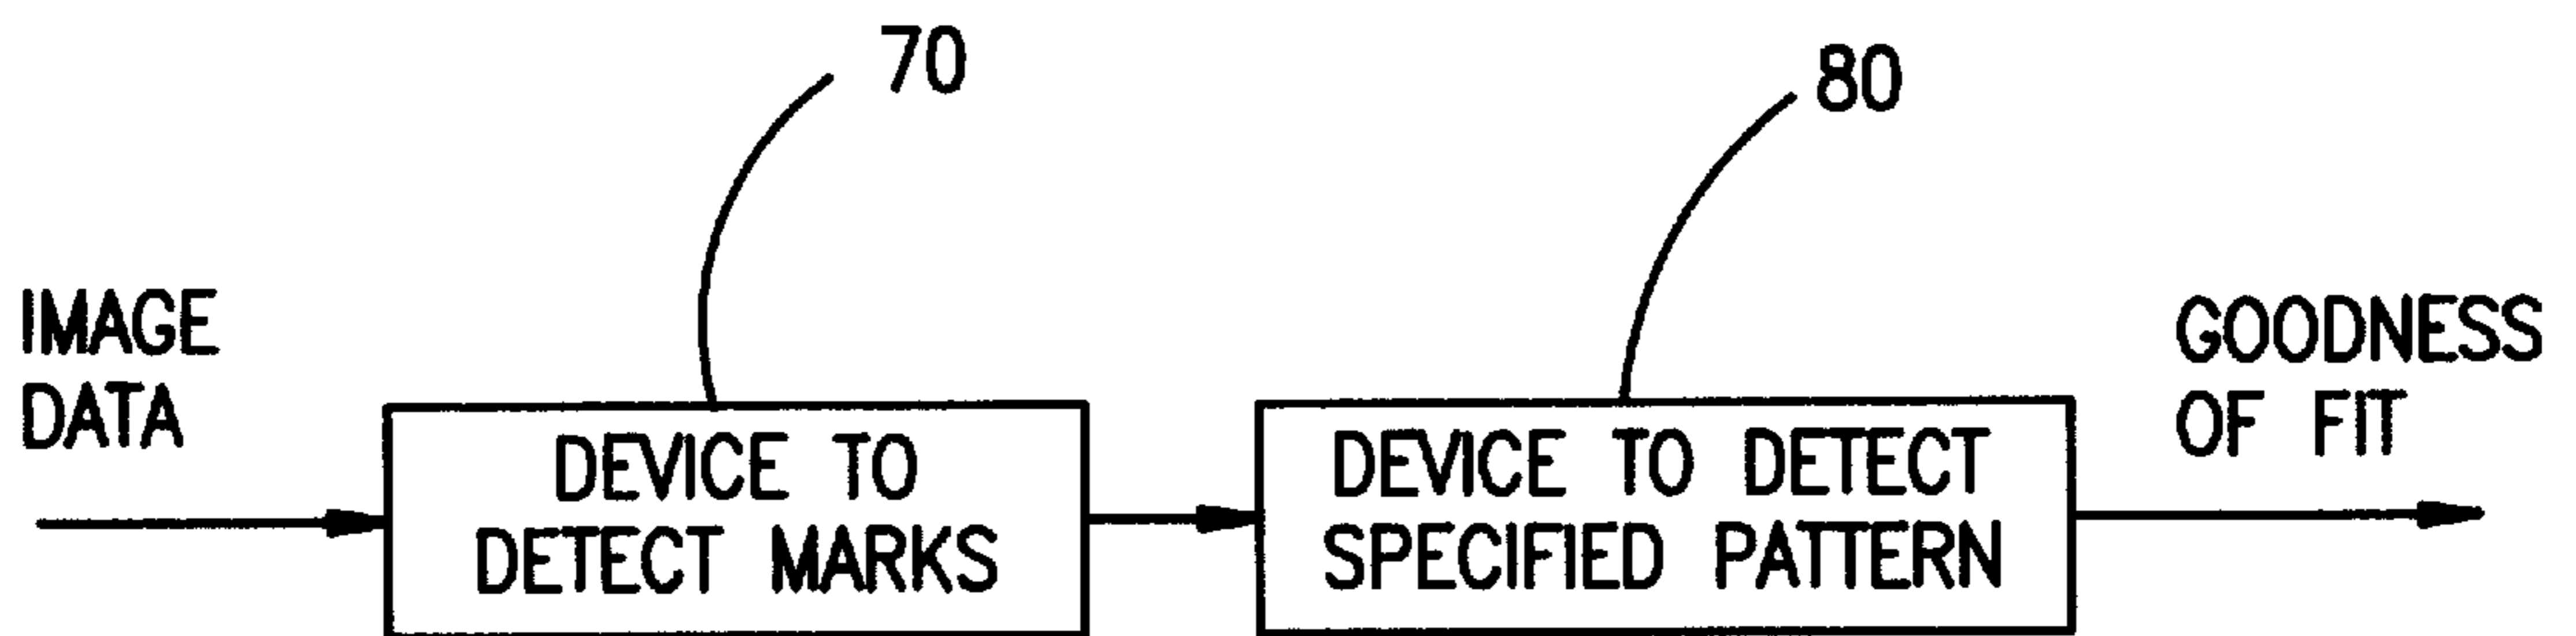 70
80
IMAGE
DATA
DEVICE TO
DETECT MARKS
DEVICE TO DETECT
SPECIFIED PATTERN
GOODNESS
OF FIT